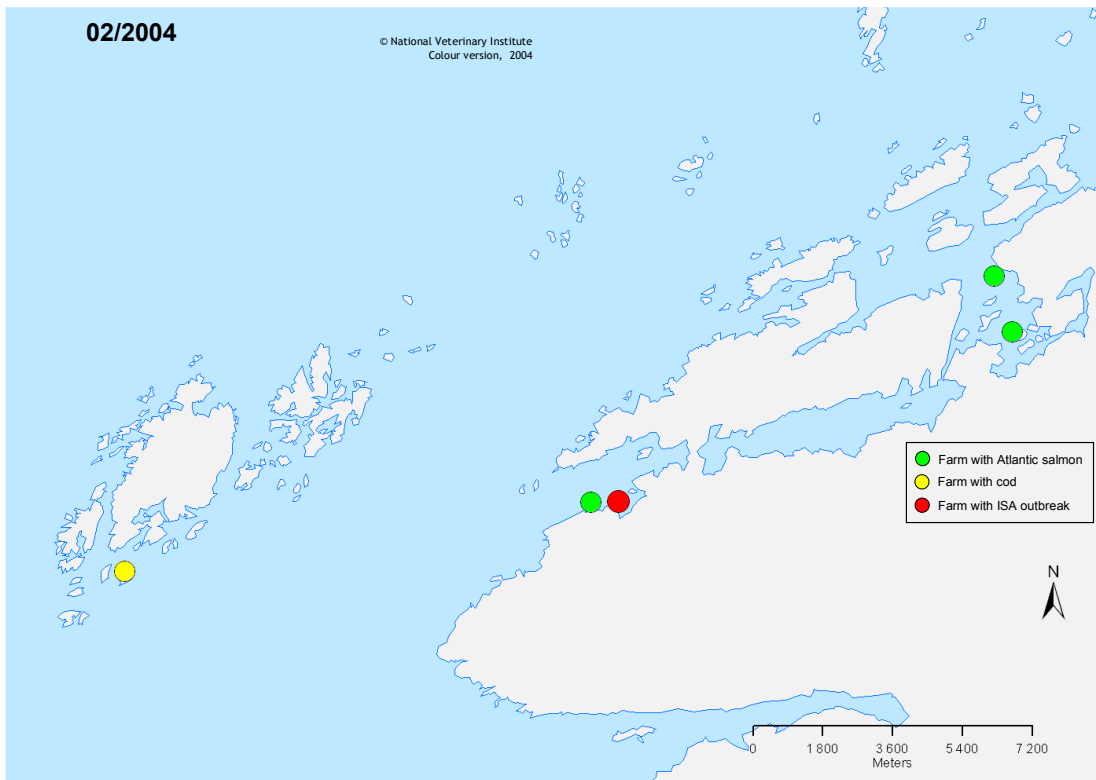 02/2004
© National Veterinary Institute
Colour version, 2004
Farm with Atlantic salmon
Farm with cod
Farm with ISA outbreak
N
0 1 800 3 600 5 400 7 200
Meters